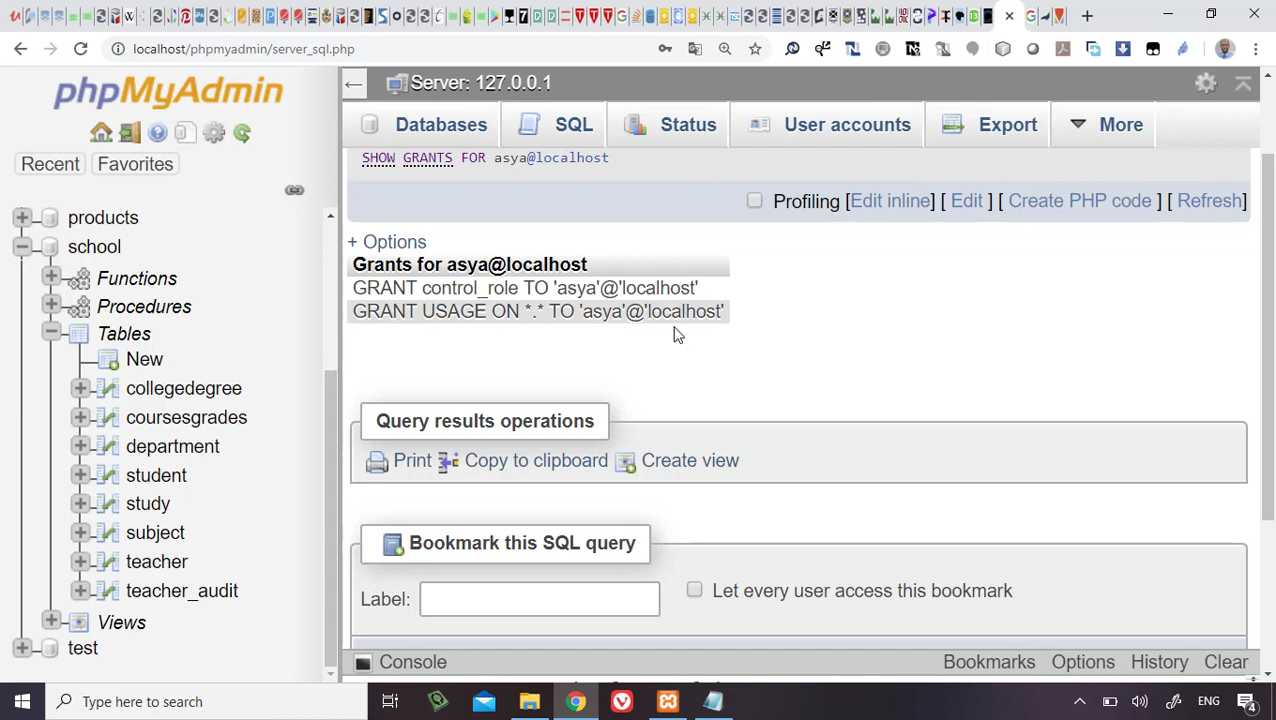 localhost/phpmyadmin/server_sql.php
phpMyAdmin
Recent
Favorites
products
school
Functions
Procedures
Tables
New
collegedegree
coursesgrades
department
student
study
subject
teacher
teacher_audit
Views
test
Server: 127.0.0.1
Databases
SQL
Status
User accounts
Export
More
SHOW GRANTS FOR asya@localhost
Profiling [Edit inline] [ Edit ] [ Create PHP code ] [ Refresh]
+ Options
Grants for asya@localhost
GRANT control_role TO 'asya'@'localhost'
GRANT USAGE ON *.* TO 'asya'@'localhost'
Query results operations
Print
Copy to clipboard
Create view
Bookmark this SQL query
Label:
Let every user access this bookmark
Console
Bookmarks
Options
History
Clear
Type here to search
ENG
4